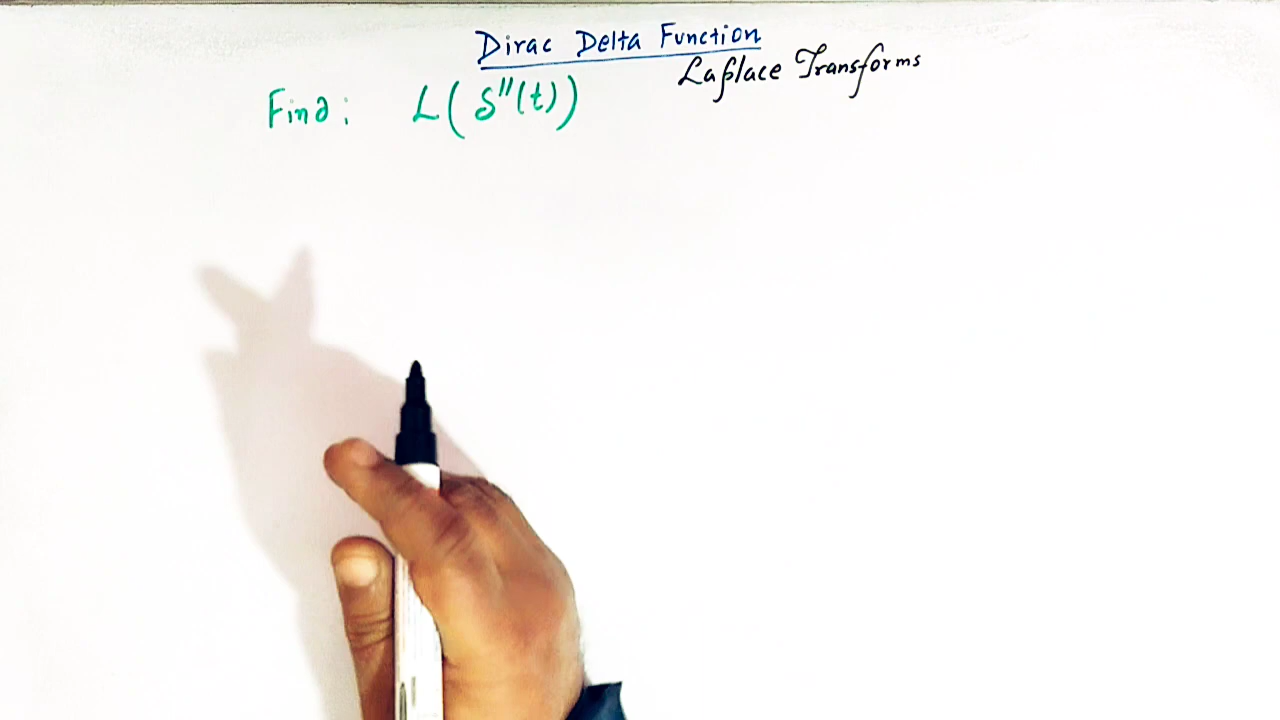 Dirac Delta Function
Laplace Transforms
Find: L(δ''(t))